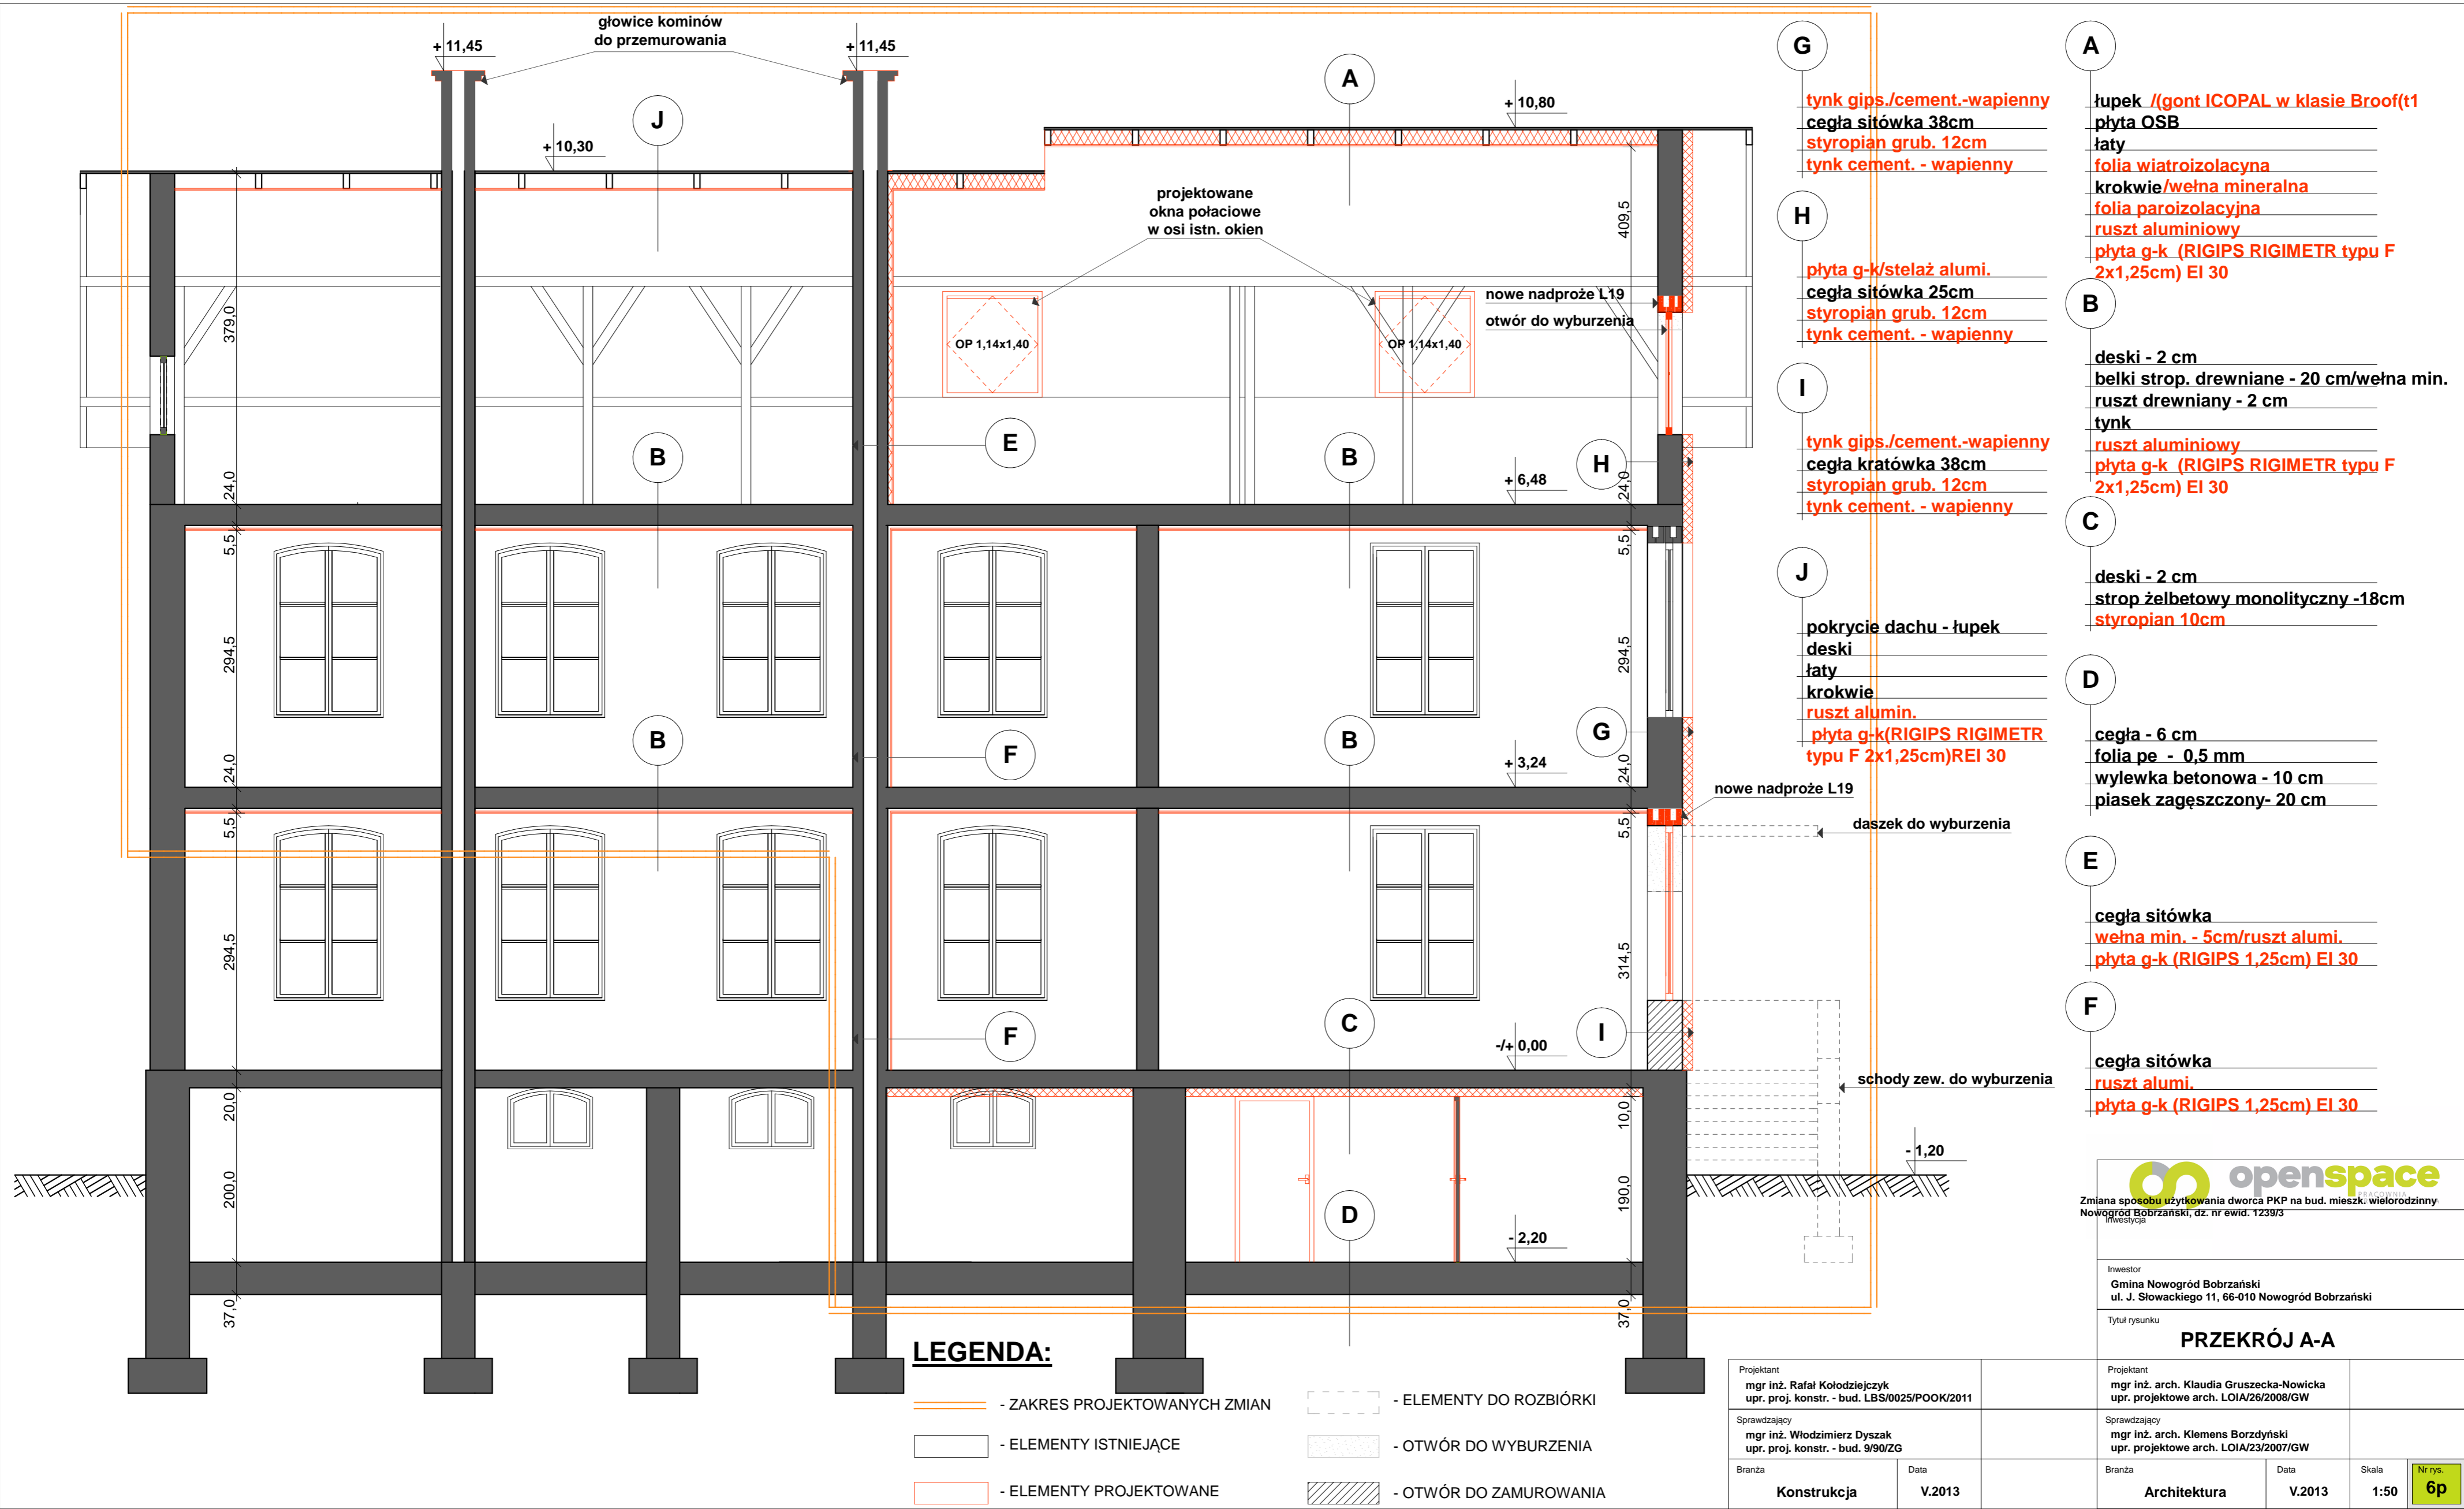 głowice kominów
do przemurowania
+ 11,45
+ 11,45
J
A
+ 10,80
+ 10,30
projektowane
okna połaciowe
w osi istn. okien
409,5
379,0
nowe nadproże L19
otwór do wyburzenia
OP 1,14x1,40
OP 1,14x1,40
E
B
B
H
+ 6,48
24,0
24,0
5,5
5,5
294,5
294,5
B
F
B
G
+ 3,24
24,0
24,0
nowe nadproże L19
5,5
5,5
daszek do wyburzenia
294,5
314,5
F
C
I
-/+ 0,00
schody zew. do wyburzenia
20,0
10,0
- 1,20
200,0
190,0
D
- 2,20
37,0
37,0
G
tynk gips./cement.-wapienny
cegła sitówka 38cm
styropian grub. 12cm
tynk cement. - wapienny
H
płyta g-k/stelaż alumi.
cegła sitówka 25cm
styropian grub. 12cm
tynk cement. - wapienny
I
tynk gips./cement.-wapienny
cegła kratówka 38cm
styropian grub. 12cm
tynk cement. - wapienny
J
pokrycie dachu - łupek
deski
łaty
krokwie
ruszt alumin.
płyta g-k(RIGIPS RIGIMETR
typu F 2x1,25cm)REI 30
A
łupek /(gont ICOPAL w klasie Broof(t1
płyta OSB
łaty
folia wiatroizolacyna
krokwie/wełna mineralna
folia paroizolacyjna
ruszt aluminiowy
płyta g-k (RIGIPS RIGIMETR typu F
2x1,25cm) EI 30
B
deski - 2 cm
belki strop. drewniane - 20 cm/wełna min.
ruszt drewniany - 2 cm
tynk
ruszt aluminiowy
płyta g-k (RIGIPS RIGIMETR typu F
2x1,25cm) EI 30
C
deski - 2 cm
strop żelbetowy monolityczny -18cm
styropian 10cm
D
cegła - 6 cm
folia pe - 0,5 mm
wylewka betonowa - 10 cm
piasek zagęszczony- 20 cm
E
cegła sitówka
wełna min. - 5cm/ruszt alumi.
płyta g-k (RIGIPS 1,25cm) EI 30
F
cegła sitówka
ruszt alumi.
płyta g-k (RIGIPS 1,25cm) EI 30
LEGENDA:
- ZAKRES PROJEKTOWANYCH ZMIAN
- ELEMENTY ISTNIEJĄCE
- ELEMENTY PROJEKTOWANE
- ELEMENTY DO ROZBIÓRKI
- OTWÓR DO WYBURZENIA
- OTWÓR DO ZAMUROWANIA
openspace
PRACOWNIA
Zmiana sposobu użytkowania dworca PKP na bud. mieszk. wielorodzinny
Nowogród Bobrzański, dz. nr ewid. 1239/3
Inwestycja
Inwestor
Gmina Nowogród Bobrzański
ul. J. Słowackiego 11, 66-010 Nowogród Bobrzański
Tytuł rysunku
PRZEKRÓJ A-A
Projektant
mgr inż. Rafał Kołodziejczyk
upr. proj. konstr. - bud. LBS/0025/POOK/2011
Projektant
mgr inż. arch. Klaudia Gruszecka-Nowicka
upr. projektowe arch. LOIA/26/2008/GW
Sprawdzający
mgr inż. Włodzimierz Dyszak
upr. proj. konstr. - bud. 9/90/ZG
Sprawdzający
mgr inż. arch. Klemens Borzdyński
upr. projektowe arch. LOIA/23/2007/GW
Branża
Konstrukcja
Data
V.2013
Branża
Architektura
Data
V.2013
Skala
1:50
Nr rys.
6p